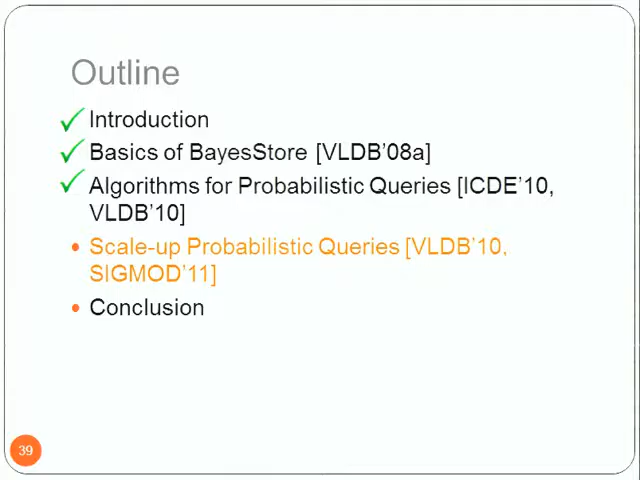 Outline
Introduction
Basics of BayesStore [VLDB'08a]
Algorithms for Probabilistic Queries [ICDE'10,
VLDB'10]
Scale-up Probabilistic Queries [VLDB'10,
SIGMOD'11]
Conclusion
39